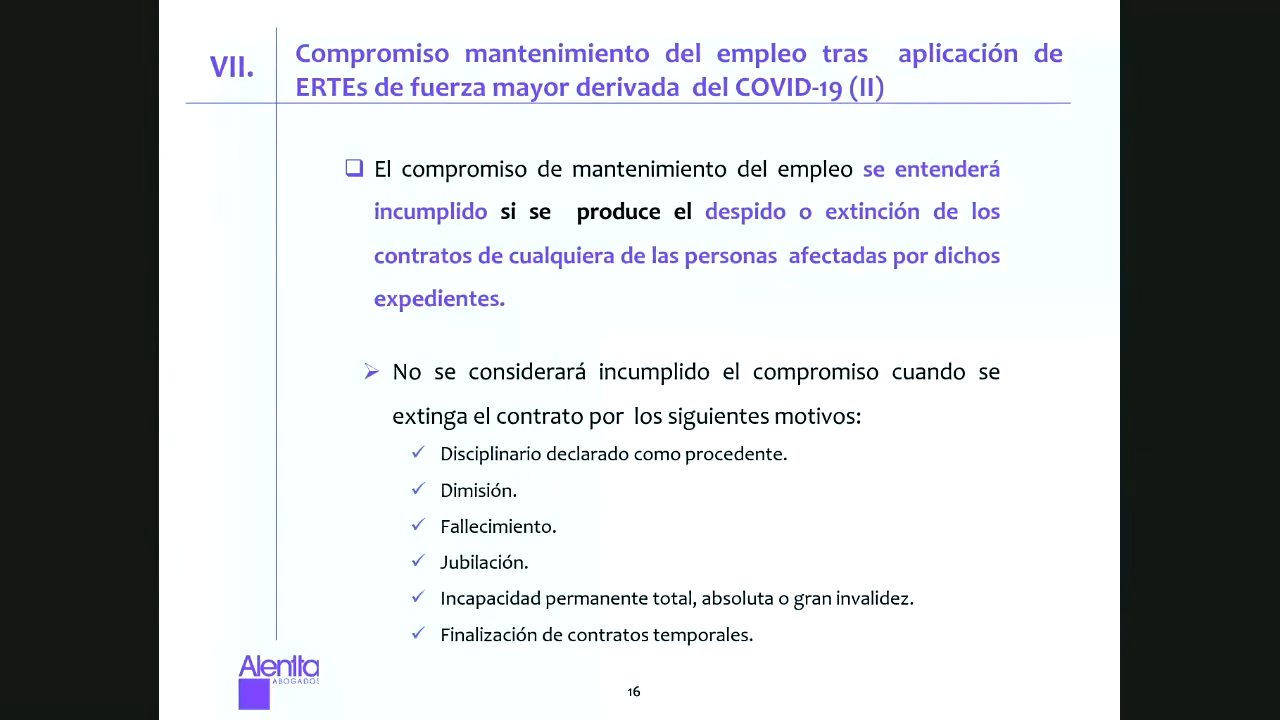 VII.
Compromiso mantenimiento del empleo tras aplicación de
ERTEs de fuerza mayor derivada del COVID-19 (II)
El compromiso de mantenimiento del empleo se entenderá
incumplido si se produce el despido o extinción de los
contratos de cualquiera de las personas afectadas por dichos
expedientes.
No se considerará incumplido el compromiso cuando se
extinga el contrato por los siguientes motivos:
Disciplinario declarado como procedente.
Dimisión.
Fallecimiento.
Jubilación.
Incapacidad permanente total, absoluta o gran invalidez.
Finalización de contratos temporales.
ABOGADOS
16